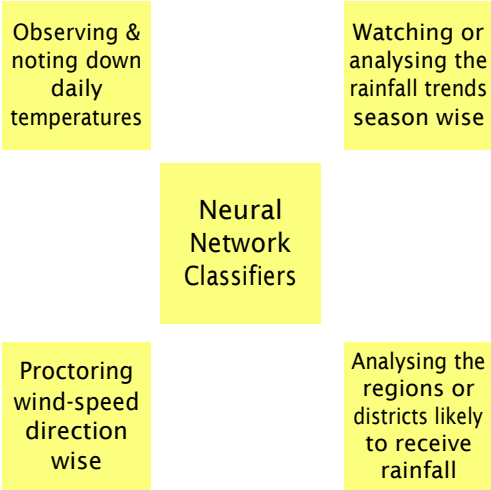 Observing &
noting down
daily
temperatures
Watching or
analysing the
rainfall trends
season wise
Neural
Network
Classifiers
Proctoring
wind-speed
direction
wise
Analysing the
regions or
districts likely
to receive
rainfall